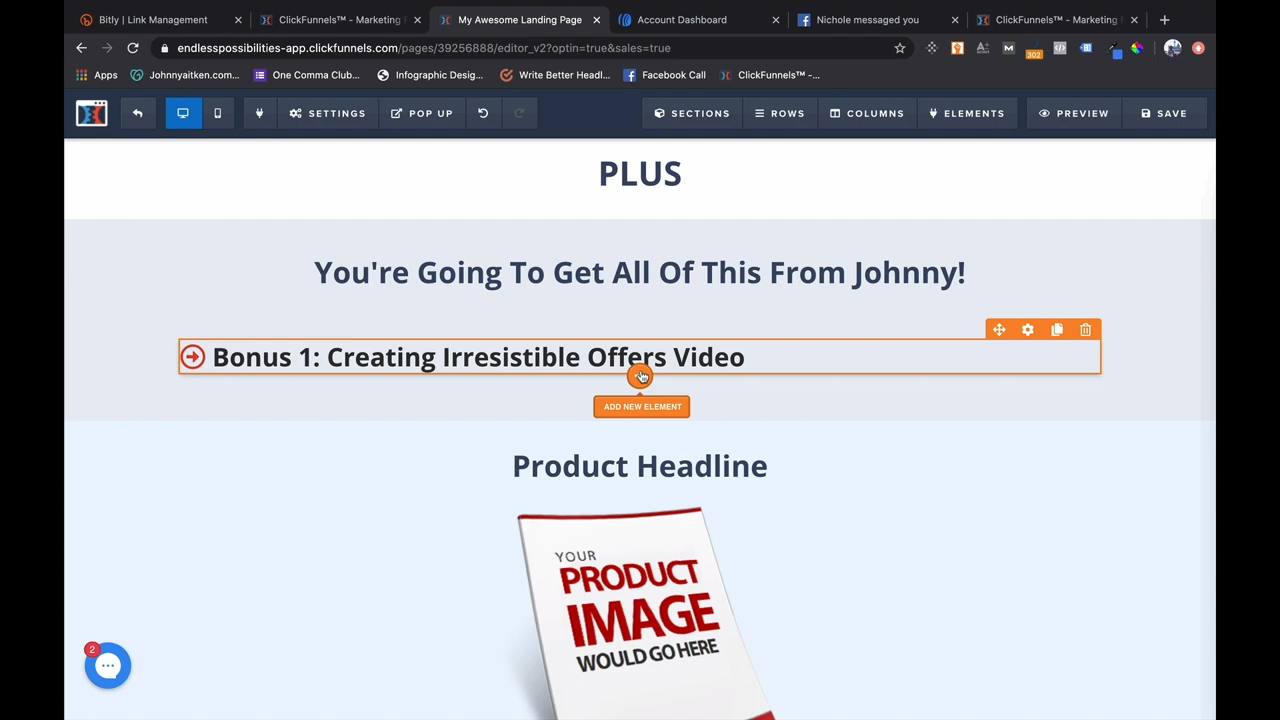 Bitly | Link Management
ClickFunnels™ - Marketing
My Awesome Landing Page
Account Dashboard
Nichole messaged you
ClickFunnels™ - Marketing
endlesspossibilities-app.clickfunnels.com/pages/39256888/editor_v2?optin=true&sales=true
302
Apps
Johnnyaitken.com...
One Comma Club...
Infographic Desig...
Write Better Headl...
Facebook Call
ClickFunnels™ -...
SETTINGS
POP UP
SECTIONS
ROWS
COLUMNS
ELEMENTS
PREVIEW
SAVE
PLUS
You're Going To Get All Of This From Johnny!
Bonus 1: Creating Irresistible Offers Video
ADD NEW ELEMENT
Product Headline
YOUR
PRODUCT
IMAGE
WOULD GO HERE
2